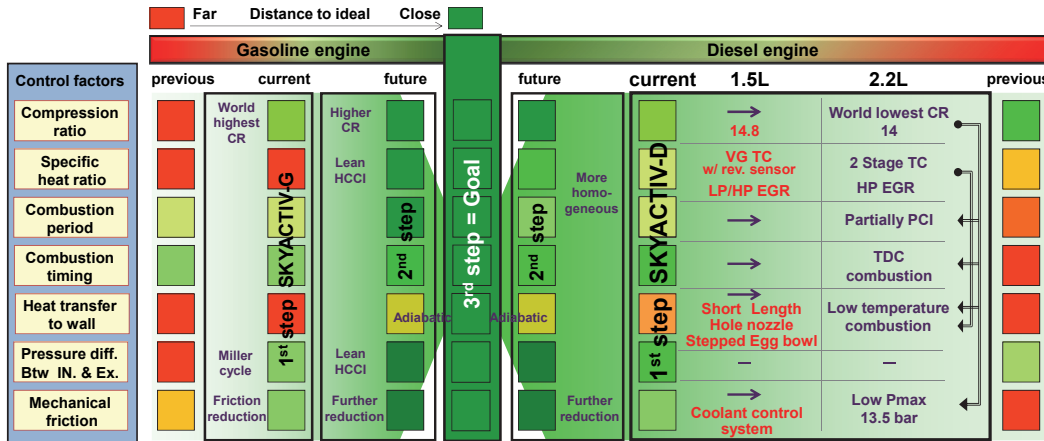 Far Distance to ideal Close
Gasoline engine Diesel engine
Control factors previous current future future current 1.5L 2.2L previous
Compression
ratio
World
highest
CR
Higher
CR
14.8
World lowest CR
14
Specific
heat ratio
Lean
HCCI
More
homo-
geneous
VG TC
w/ rev. sensor
LP/HP EGR
2 Stage TC
HP EGR
Combustion
period
Partially PCI
Combustion
timing
TDC
combustion
Heat transfer
to wall
Adiabatic
Adiabatic
Short Length
Hole nozzle
Stepped Egg bowl
Low temperature
combustion
Pressure diff.
Btw IN. & Ex.
Miller
cycle
Lean
HCCI
–
–
Mechanical
friction
Friction
reduction
Further
reduction
Further
reduction
Coolant control
system
Low Pmax
13.5 bar
1st step SKYACTIV-G
2nd step
3rd step = Goal
2nd step
1st step SKYACTIV-D